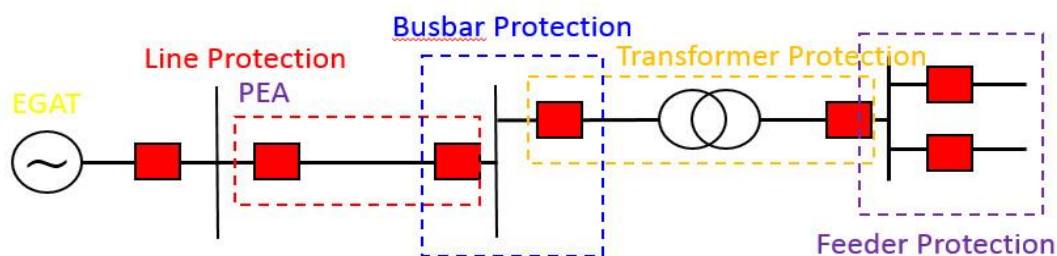 Busbar Protection
Line Protection
Transformer Protection
EGAT
PEA
Feeder Protection